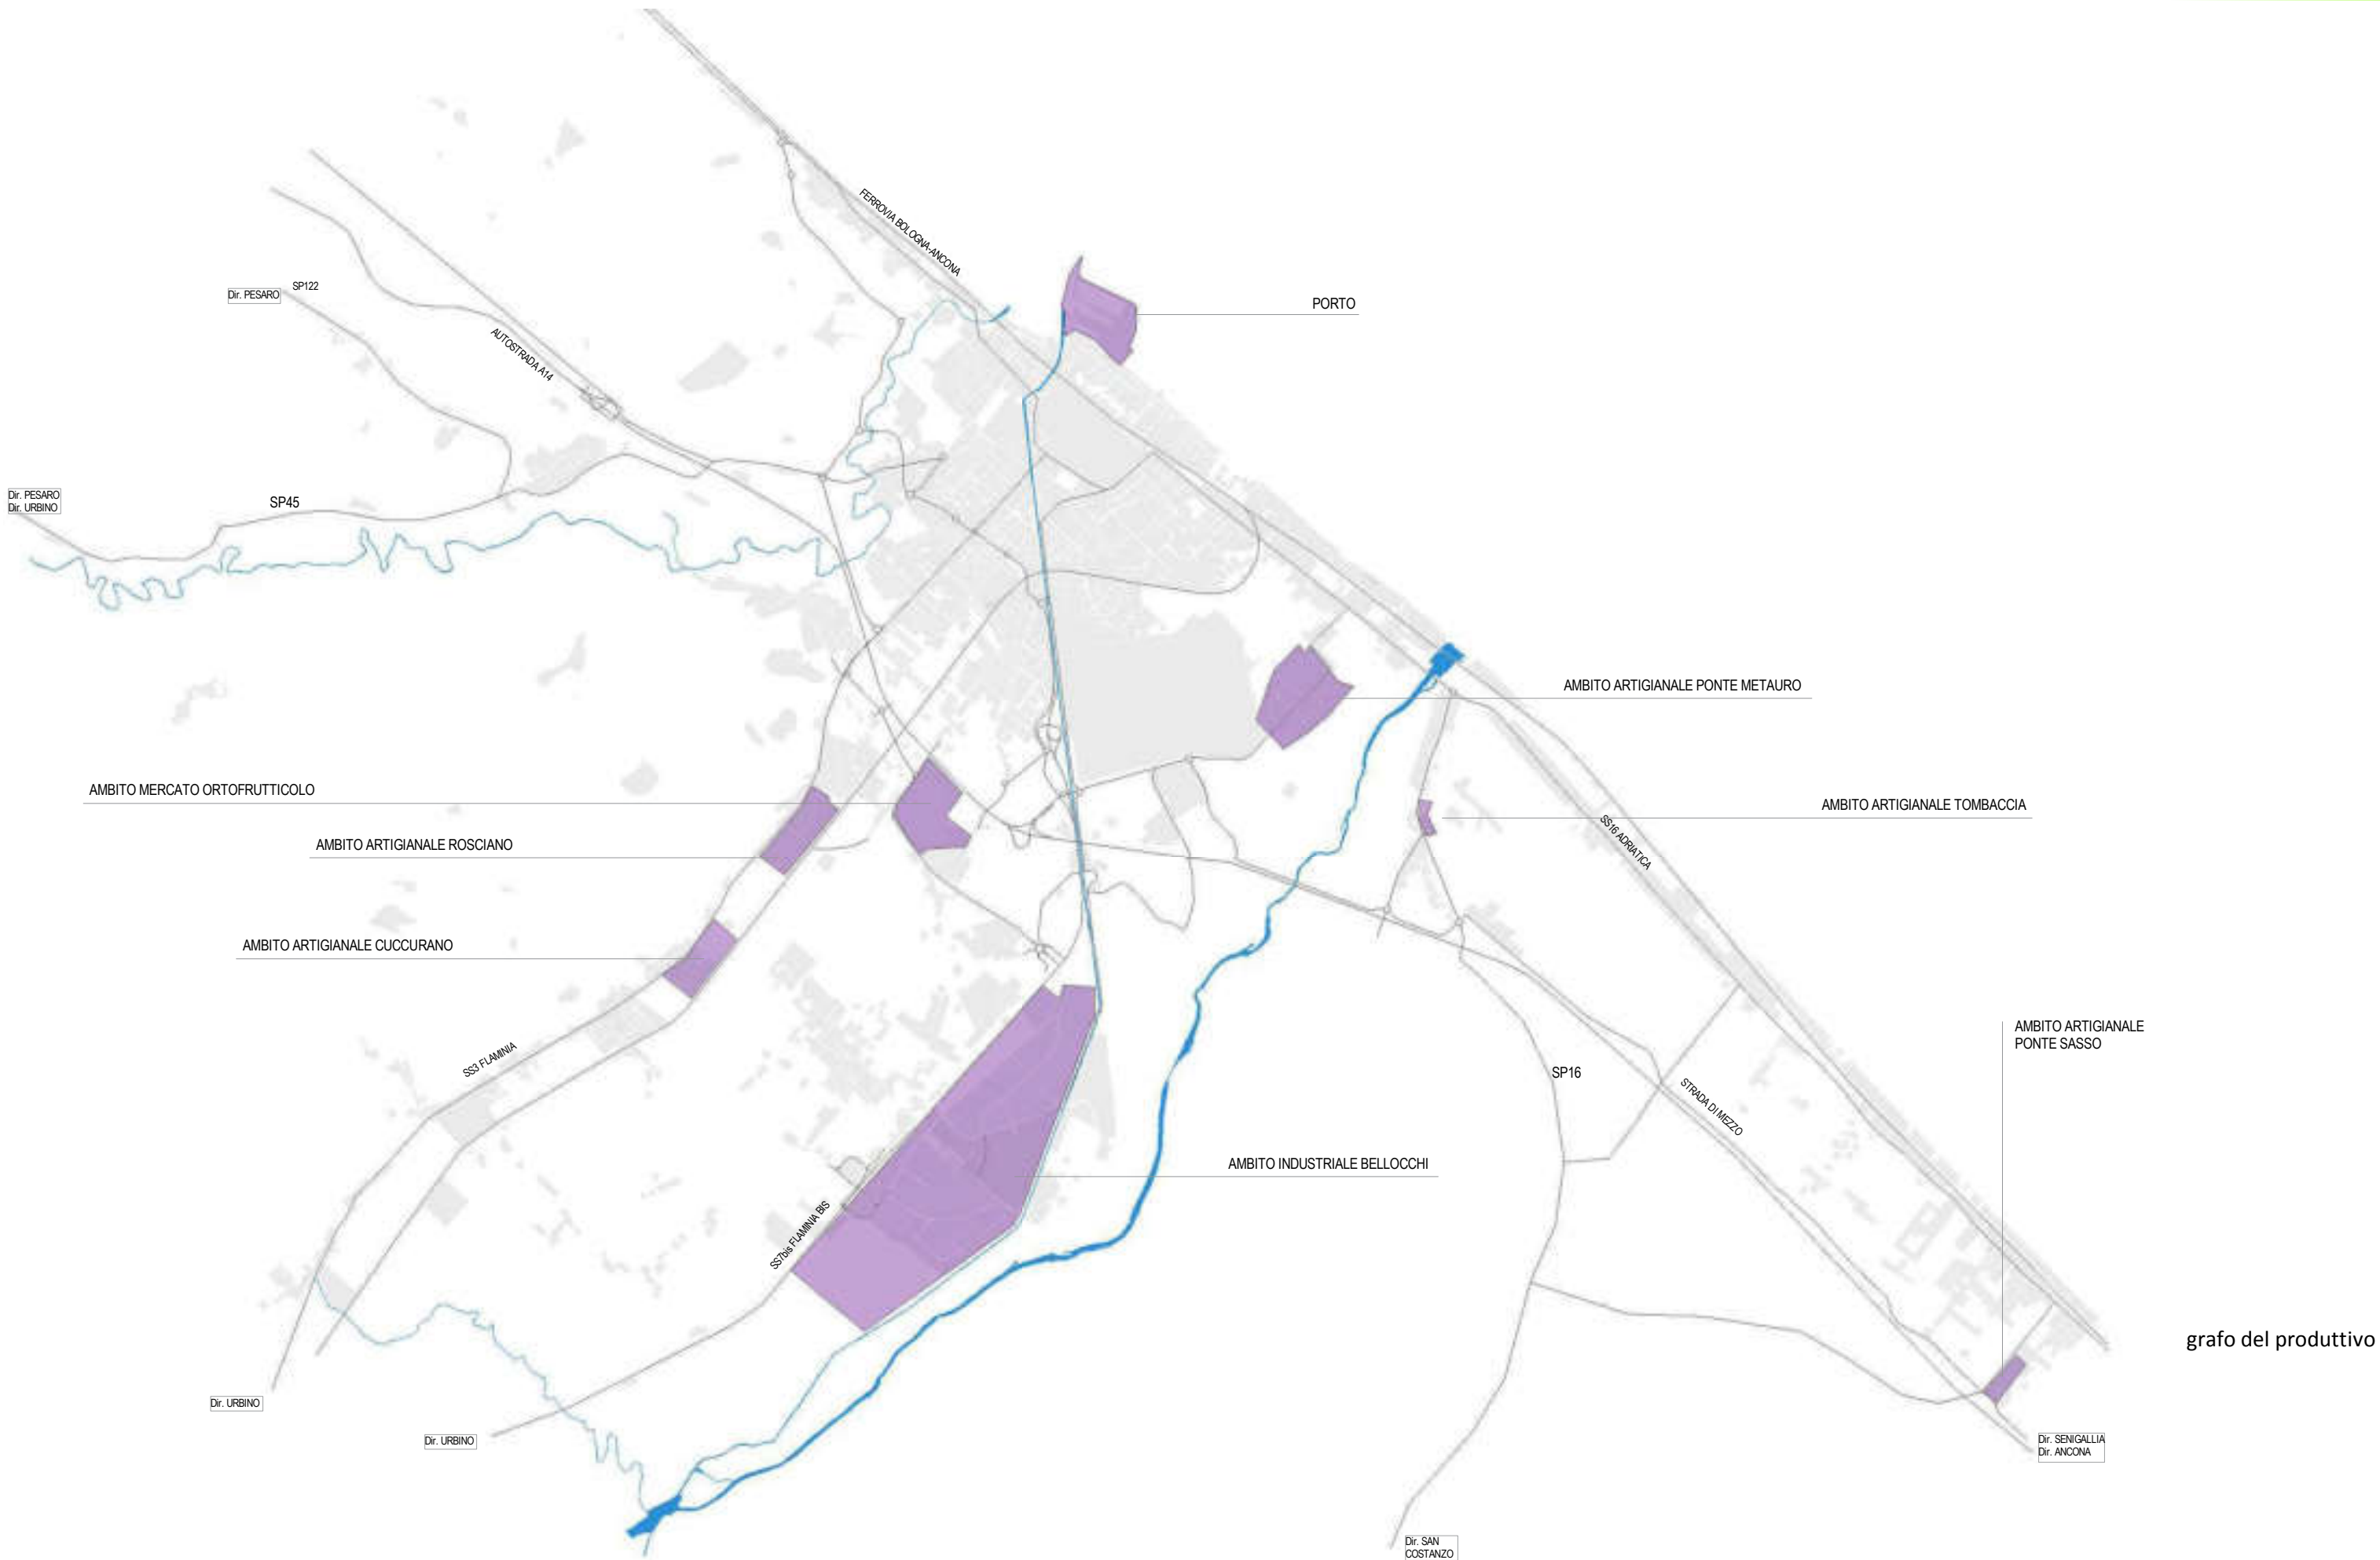 FERROVIA BOLOGNA-ANCONA
SP122
Dir. PESARO
PORTO
AUTOSTRADA A14
Dir. PESARO
Dir. URBINO
SP45
AMBITO ARTIGIANALE PONTE METAURO
AMBITO MERCATO ORTOFRUTTICOLO
AMBITO ARTIGIANALE TOMBACCIA
SS16 ADRIATICA
AMBITO ARTIGIANALE ROSCIANO
AMBITO ARTIGIANALE CUCCURANO
AMBITO ARTIGIANALE
PONTE SASSO
SS3 FLAMINIA
SP16
STRADA DI MEZZO
AMBITO INDUSTRIALE BELLOCCHI
SS7bis FLAMINIA BIS
grafo del produttivo
Dir. URBINO
Dir. URBINO
Dir. SENIGALLIA
Dir. ANCONA
Dir. SAN
COSTANZO